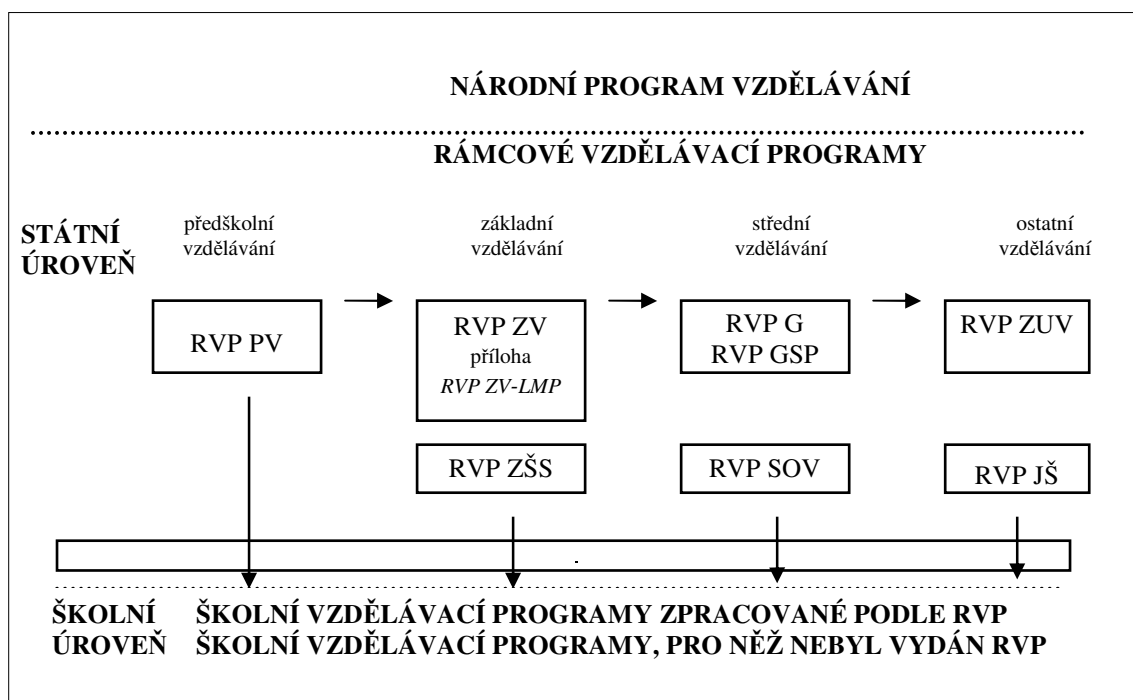 NÁRODNÍ PROGRAM VZDĚLÁVÁNÍ
RÁMCOVÉ VZDĚLÁVACÍ PROGRAMY
STÁTNÍ
ÚROVEŇ
předškolní
vzdělávání
základní
vzdělávání
střední
vzdělávání
ostatní
vzdělávání
RVP PV
RVP ZV
příloha
RVP ZV-LMP
RVP G
RVP GSP
RVP ZUV
RVP ZŠS
RVP SOV
RVP JŠ
ŠKOLNÍ
ÚROVEŇ
ŠKOLNÍ VZDĚLÁVACÍ PROGRAMY ZPRACOVANÉ PODLE RVP
ŠKOLNÍ VZDĚLÁVACÍ PROGRAMY, PRO NĚŽ NEBYL VYDÁN RVP